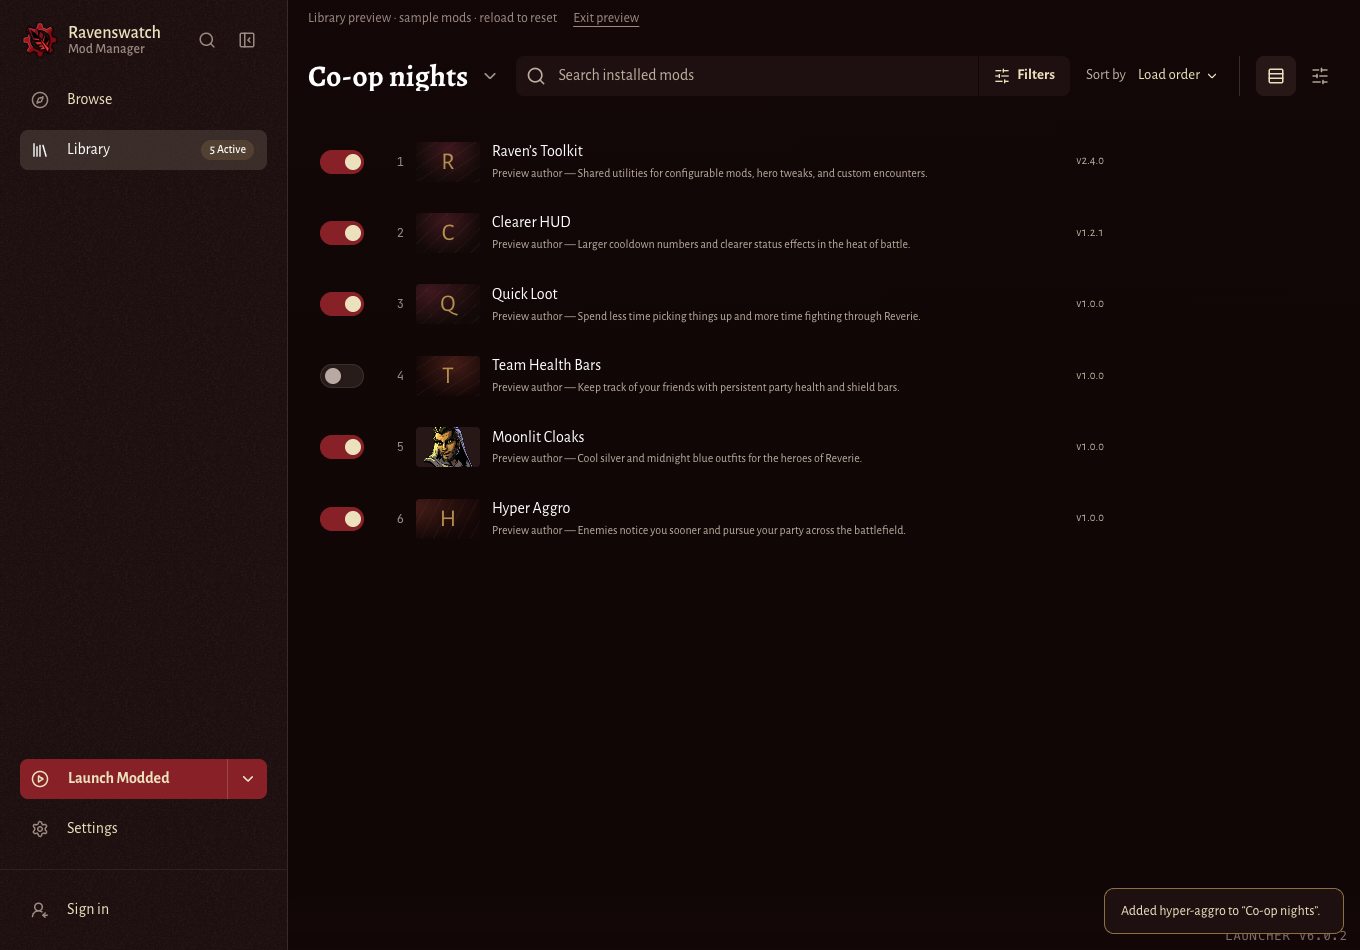 Ravenswatch
Mod Manager
Browse
Library
5 Active
Launch Modded
Settings
Sign in
Library preview · sample mods · reload to reset
Exit preview
Co-op nights
Search installed mods
Filters
Sort by
Load order
1
R
Raven's Toolkit
Preview author — Shared utilities for configurable mods, hero tweaks, and custom encounters.
v2.4.0
2
C
Clearer HUD
Preview author — Larger cooldown numbers and clearer status effects in the heat of battle.
v1.2.1
3
Q
Quick Loot
Preview author — Spend less time picking things up and more time fighting through Reverie.
v1.0.0
4
T
Team Health Bars
Preview author — Keep track of your friends with persistent party health and shield bars.
v1.0.0
5
Moonlit Cloaks
Preview author — Cool silver and midnight blue outfits for the heroes of Reverie.
v1.0.0
6
H
Hyper Aggro
Preview author — Enemies notice you sooner and pursue your party across the battlefield.
v1.0.0
Added hyper-aggro to "Co-op nights".
LAUNCHER V6.0.2